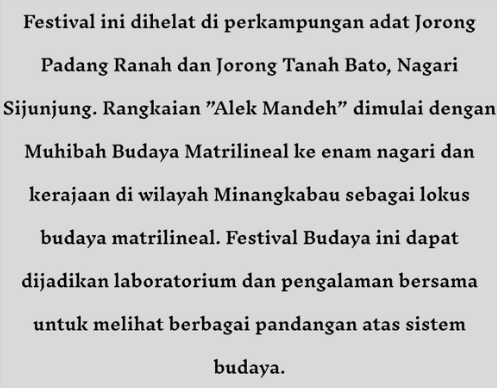 Festival ini dihelat di perkampungan adat Jorong
Padang Ranah dan Jorong Tanah Bato, Nagari
Sijunjung. Rangkaian ”Alek Mandeh” dimulai dengan
Muhibah Budaya Matrilineal ke enam nagari dan
kerajaan di wilayah Minangkabau sebagai lokus
budaya matrilineal. Festival Budaya ini dapat
dijadikan laboratorium dan pengalaman bersama
untuk melihat berbagai pandangan atas sistem
budaya.